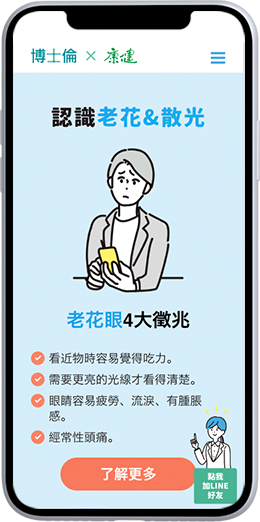 博士倫 × 康健
認識老花&散光
老花眼4大徵兆
看近物時容易覺得吃力。
需要更亮的光線才看得清楚。
眼睛容易疲勞、流淚、有腫脹
感。
經常性頭痛。
了解更多
點我
加LINE
好友